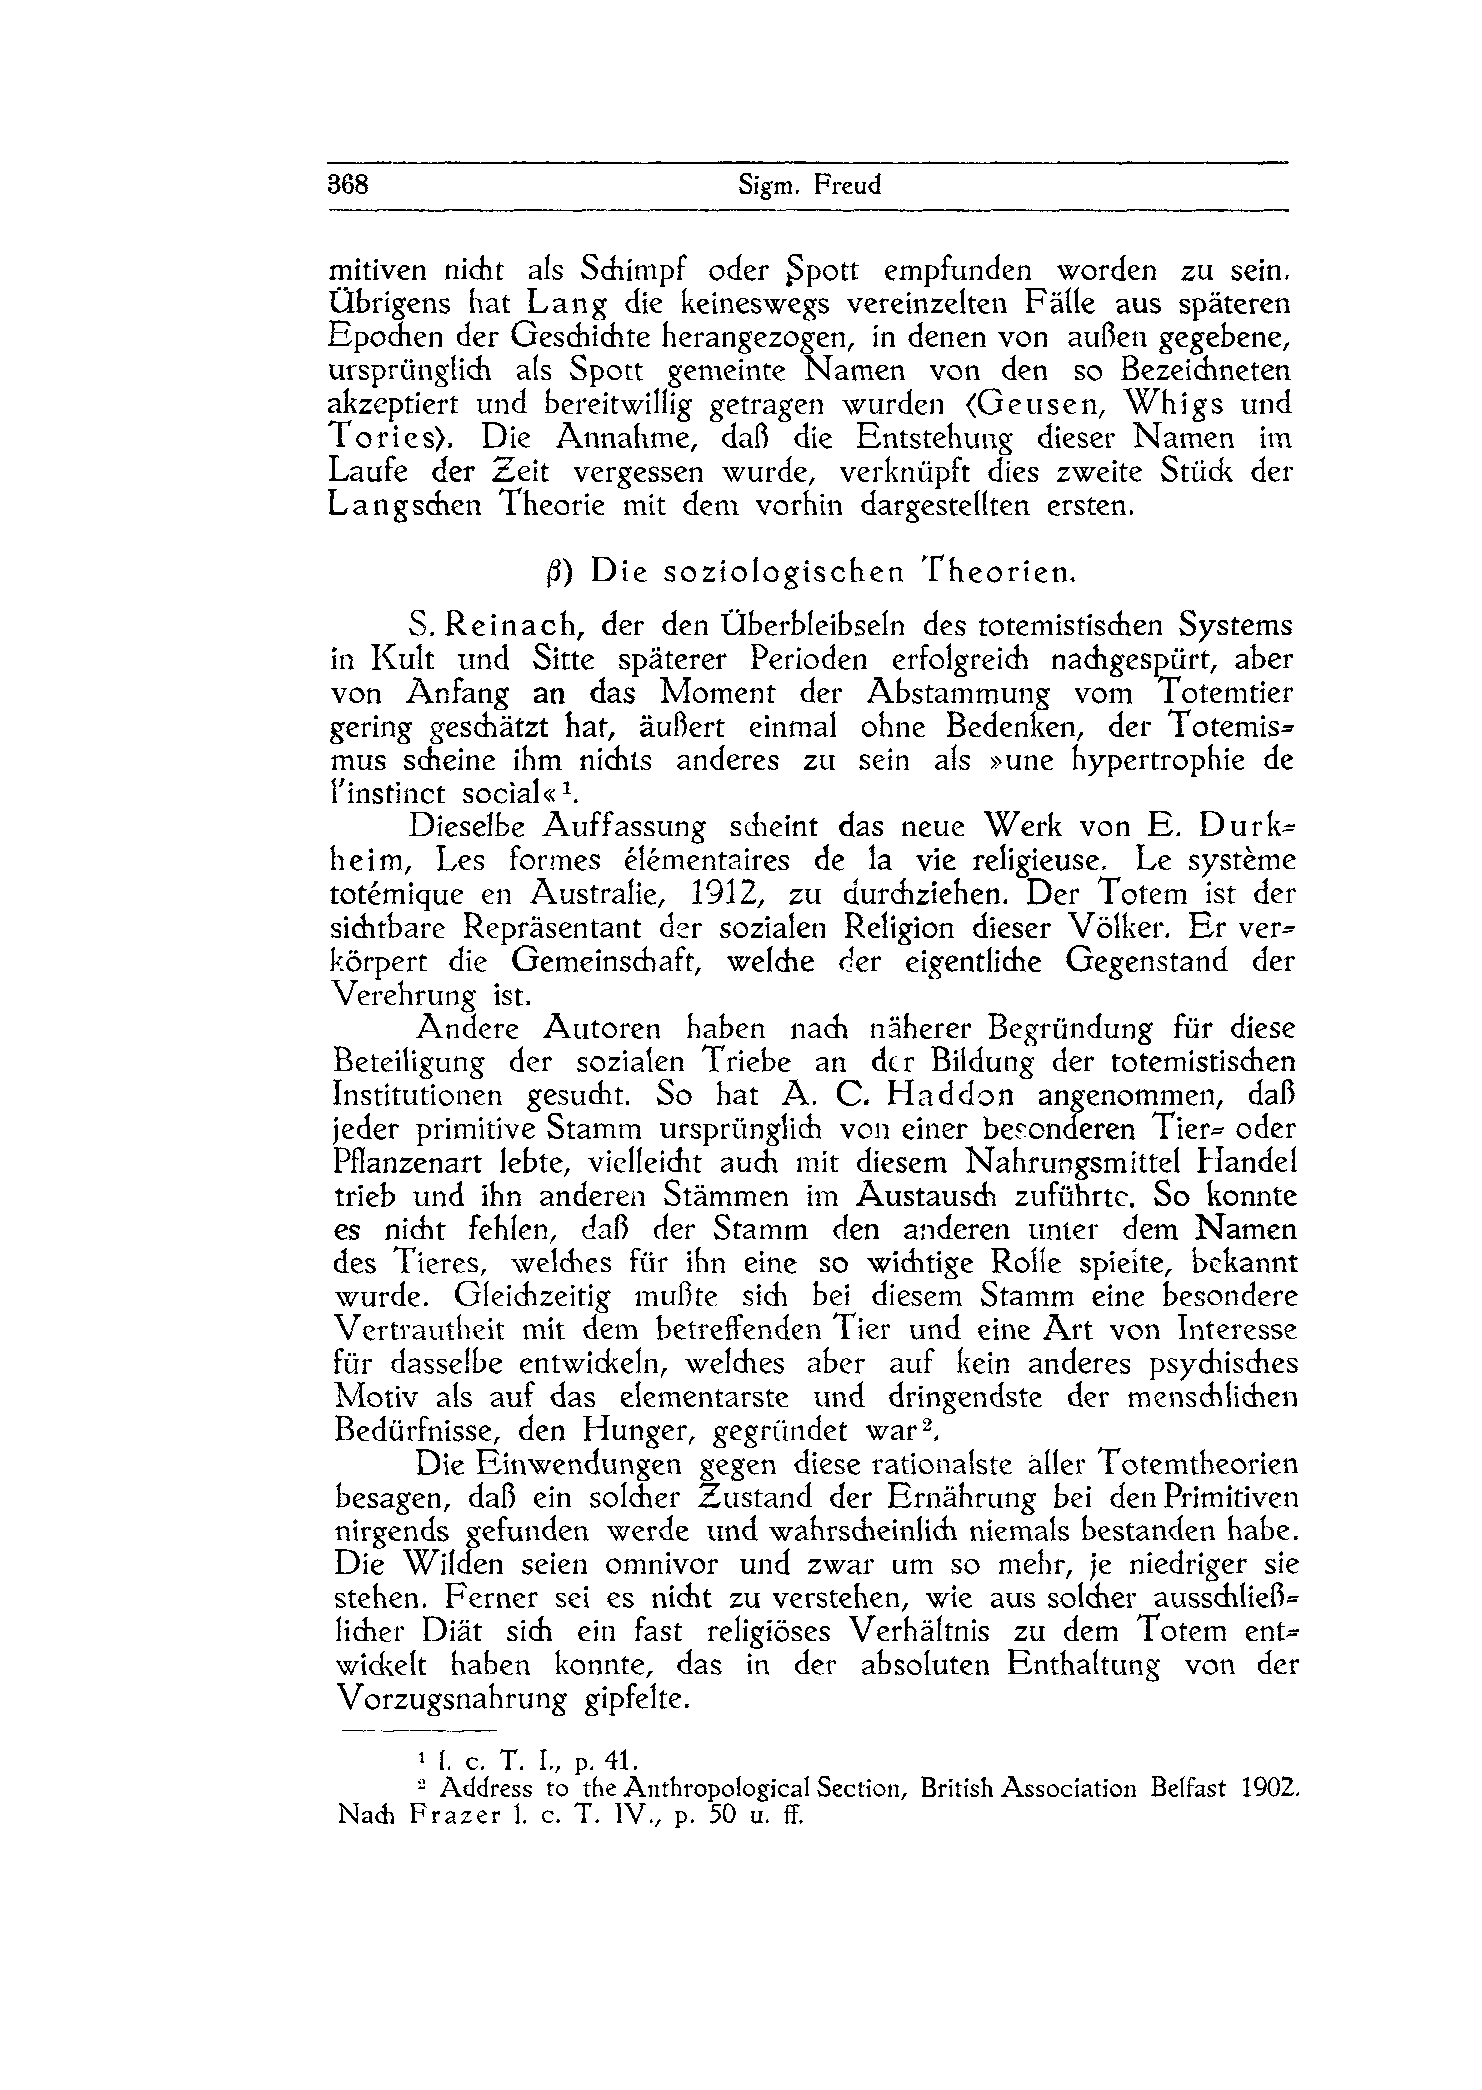 368 Sigm. Freud
mitiven nicht als Schimpf oder Spott empfunden worden zu sein.
Übrigens hat Lang die keineswegs vereinzelten Fälle aus späteren
Epochen der Geschichte herangezogen, in denen von außen gegebene,
ursprünglich als Spott gemeinte Namen von den so Bezeichneten
akzeptiert und bereitwillig getragen wurden (Geusen, Whigs und
Tories). Die Annahme, daß die Entstehung dieser Namen im
Laufe der Zeit vergessen wurde, verknüpft dies zweite Stück der
Langschen Theorie mit dem vorhin dargestellten ersten.
β) Die soziologischen Theorien.
S. Reinach, der den Überbleibseln des totemistischen Systems
in Kult und Sitte späterer Perioden erfolgreich nachgespürt, aber
von Anfang an das Moment der Abstammung vom Totemtier
gering geschätzt hat, äußert einmal ohne Bedenken, der Totemis-
mus scheine ihm nichts anderes zu sein als »une hypertrophie de
l'instinct social«¹.
Dieselbe Auffassung scheint das neue Werk von E. Durk-
heim, Les formes élémentaires de la vie religieuse. Le système
totémique en Australie, 1912, zu durchziehen. Der Totem ist der
sichtbare Repräsentant der sozialen Religion dieser Völker. Er ver-
körpert die Gemeinschaft, welche der eigentliche Gegenstand der
Verehrung ist.
Andere Autoren haben nach näherer Begründung für diese
Beteiligung der sozialen Triebe an der Bildung der totemistischen
Institutionen gesucht. So hat A. C. Haddon angenommen, daß
jeder primitive Stamm ursprünglich von einer besonderen Tier- oder
Pflanzenart lebte, vielleicht auch mit diesem Nahrungsmittel Handel
trieb und ihn anderen Stämmen im Austausch zuführte. So konnte
es nicht fehlen, daß der Stamm den anderen unter dem Namen
des Tieres, welches für ihn eine so wichtige Rolle spielte, bekannt
wurde. Gleichzeitig mußte sich bei diesem Stamm eine besondere
Vertrautheit mit dem betreffenden Tier und eine Art von Interesse
für dasselbe entwickeln, welches aber auf kein anderes psychisches
Motiv als auf das elementarste und dringendste der menschlichen
Bedürfnisse, den Hunger, gegründet war².
Die Einwendungen gegen diese rationalste aller Totemtheorien
besagen, daß ein solcher Zustand der Ernährung bei den Primitiven
nirgends gefunden werde und wahrscheinlich niemals bestanden habe.
Die Wilden seien omnivor und zwar um so mehr, je niedriger sie
stehen. Ferner sei es nicht zu verstehen, wie aus solcher ausschließ-
licher Diät sich ein fast religiöses Verhältnis zu dem Totem ent-
wickelt haben konnte, das in der absoluten Enthaltung von der
Vorzugsnahrung gipfelte.
¹ l. c. T. I., p. 41.
² Address to the Anthropological Section, British Association Belfast 1902.
Nach Frazer l. c. T. IV., p. 50 u. ff.